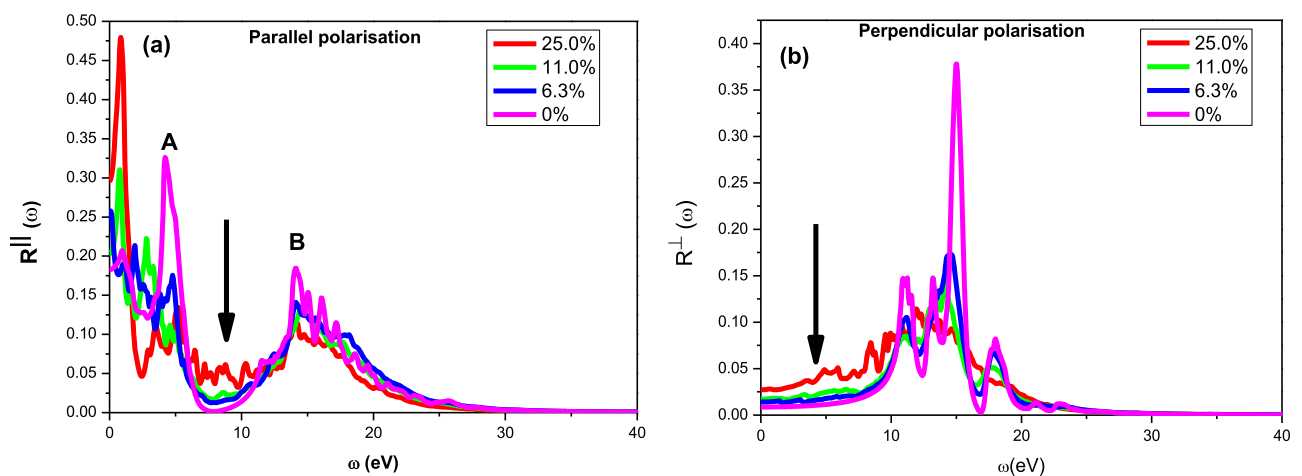 (a)
Parallel polarisation
25.0%
11.0%
6.3%
0%
A
B
0.50
0.45
0.40
0.35
0.30
0.25
0.20
0.15
0.10
0.05
0.00
R|| (ω)
0 10 20 30 40
ω (eV)
(b)
Perpendicular polarisation
25.0%
11.0%
6.3%
0%
0.40
0.35
0.30
0.25
0.20
0.15
0.10
0.05
0.00
R⊥ (ω)
0 10 20 30 40
ω(eV)